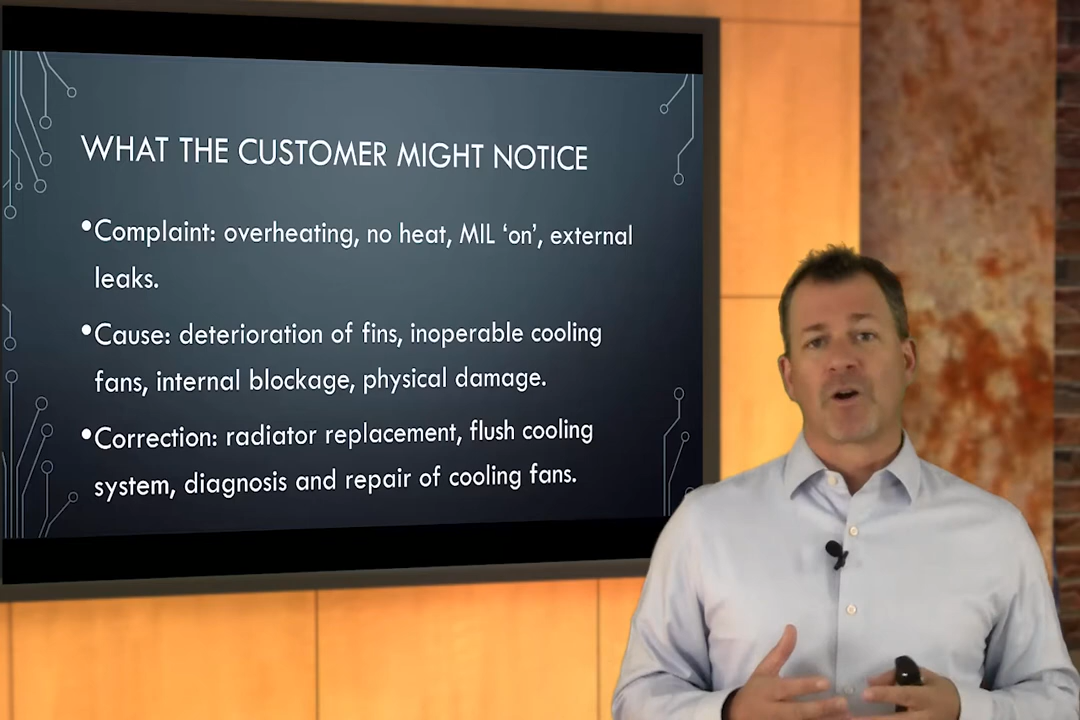 WHAT THE CUSTOMER MIGHT NOTICE
•Complaint: overheating, no heat, MIL ‘on’, external
leaks.
•Cause: deterioration of fins, inoperable cooling
fans, internal blockage, physical damage.
•Correction: radiator replacement, flush cooling
system, diagnosis and repair of cooling fans.